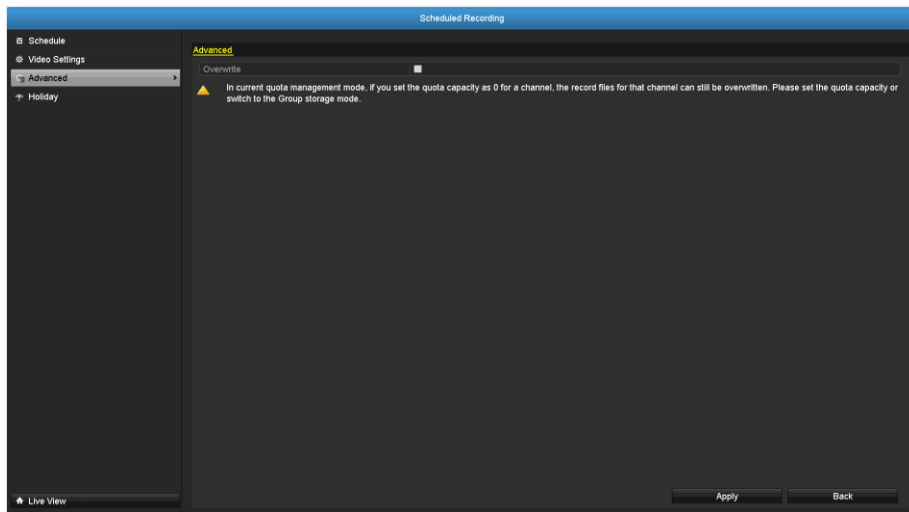 Scheduled Recording
Schedule
Video Settings
Advanced
Holiday
Advanced
Overwrite
In current quota management mode, if you set the quota capacity as 0 for a channel, the record files for that channel can still be overwritten. Please set the quota capacity or
switch to the Group storage mode.
Live View
Apply
Back